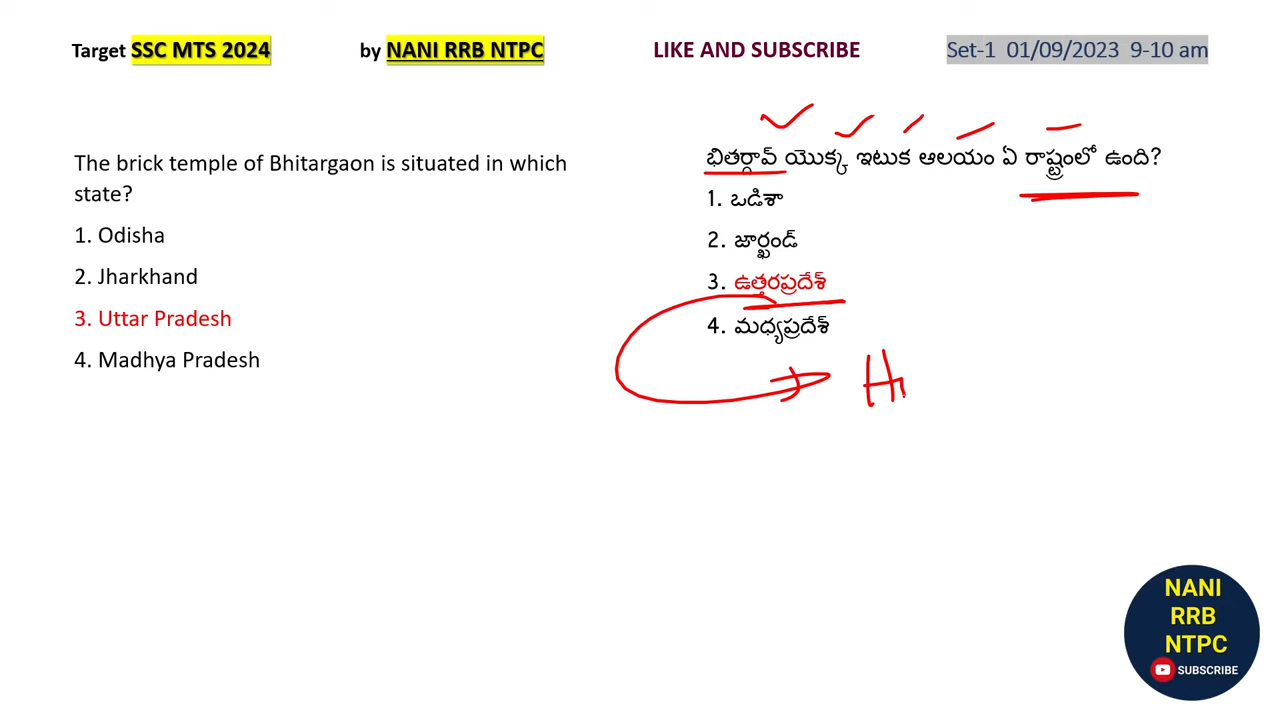 Target SSC MTS 2024 by NANI RRB NTPC LIKE AND SUBSCRIBE Set-1 01/09/2023 9-10 am
The brick temple of Bhitargaon is situated in which
state?
1. Odisha
2. Jharkhand
3. Uttar Pradesh
4. Madhya Pradesh
భితర్గావ్ యొక్క ఇటుక ఆలయం ఏ రాష్ట్రంలో ఉంది?
1. ఒడిశా
2. జార్ఖండ్
3. ఉత్తరప్రదేశ్
4. మధ్యప్రదేశ్
NANI
RRB
NTPC
SUBSCRIBE